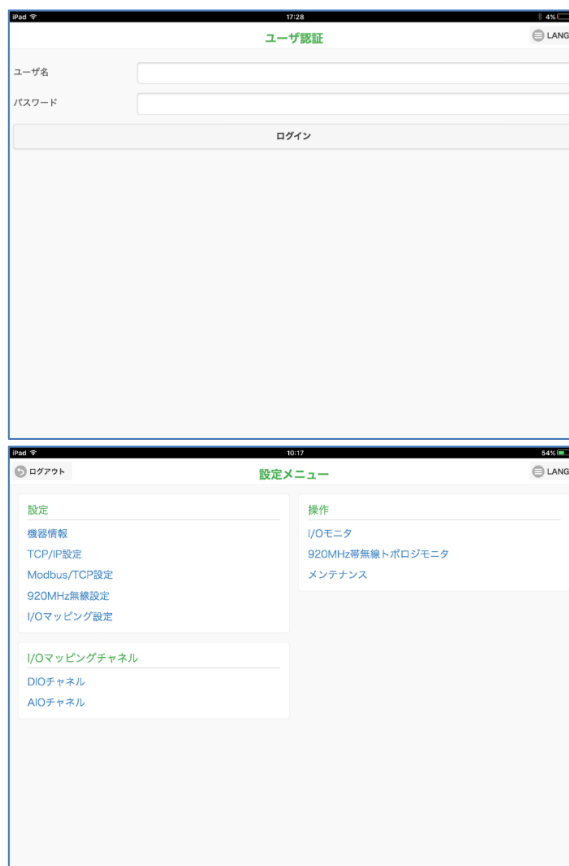 iPad 17:28 4%
ユーザ認証 LANG
ユーザ名
パスワード
ログイン
iPad 10:17 54%
ログアウト 設定メニュー LANG
設定
機器情報
TCP/IP設定
Modbus/TCP設定
920MHz無線設定
I/Oマッピング設定
操作
I/Oモニタ
920MHz帯無線トポロジモニタ
メンテナンス
I/Oマッピングチャネル
DIOチャネル
AIOチャネル